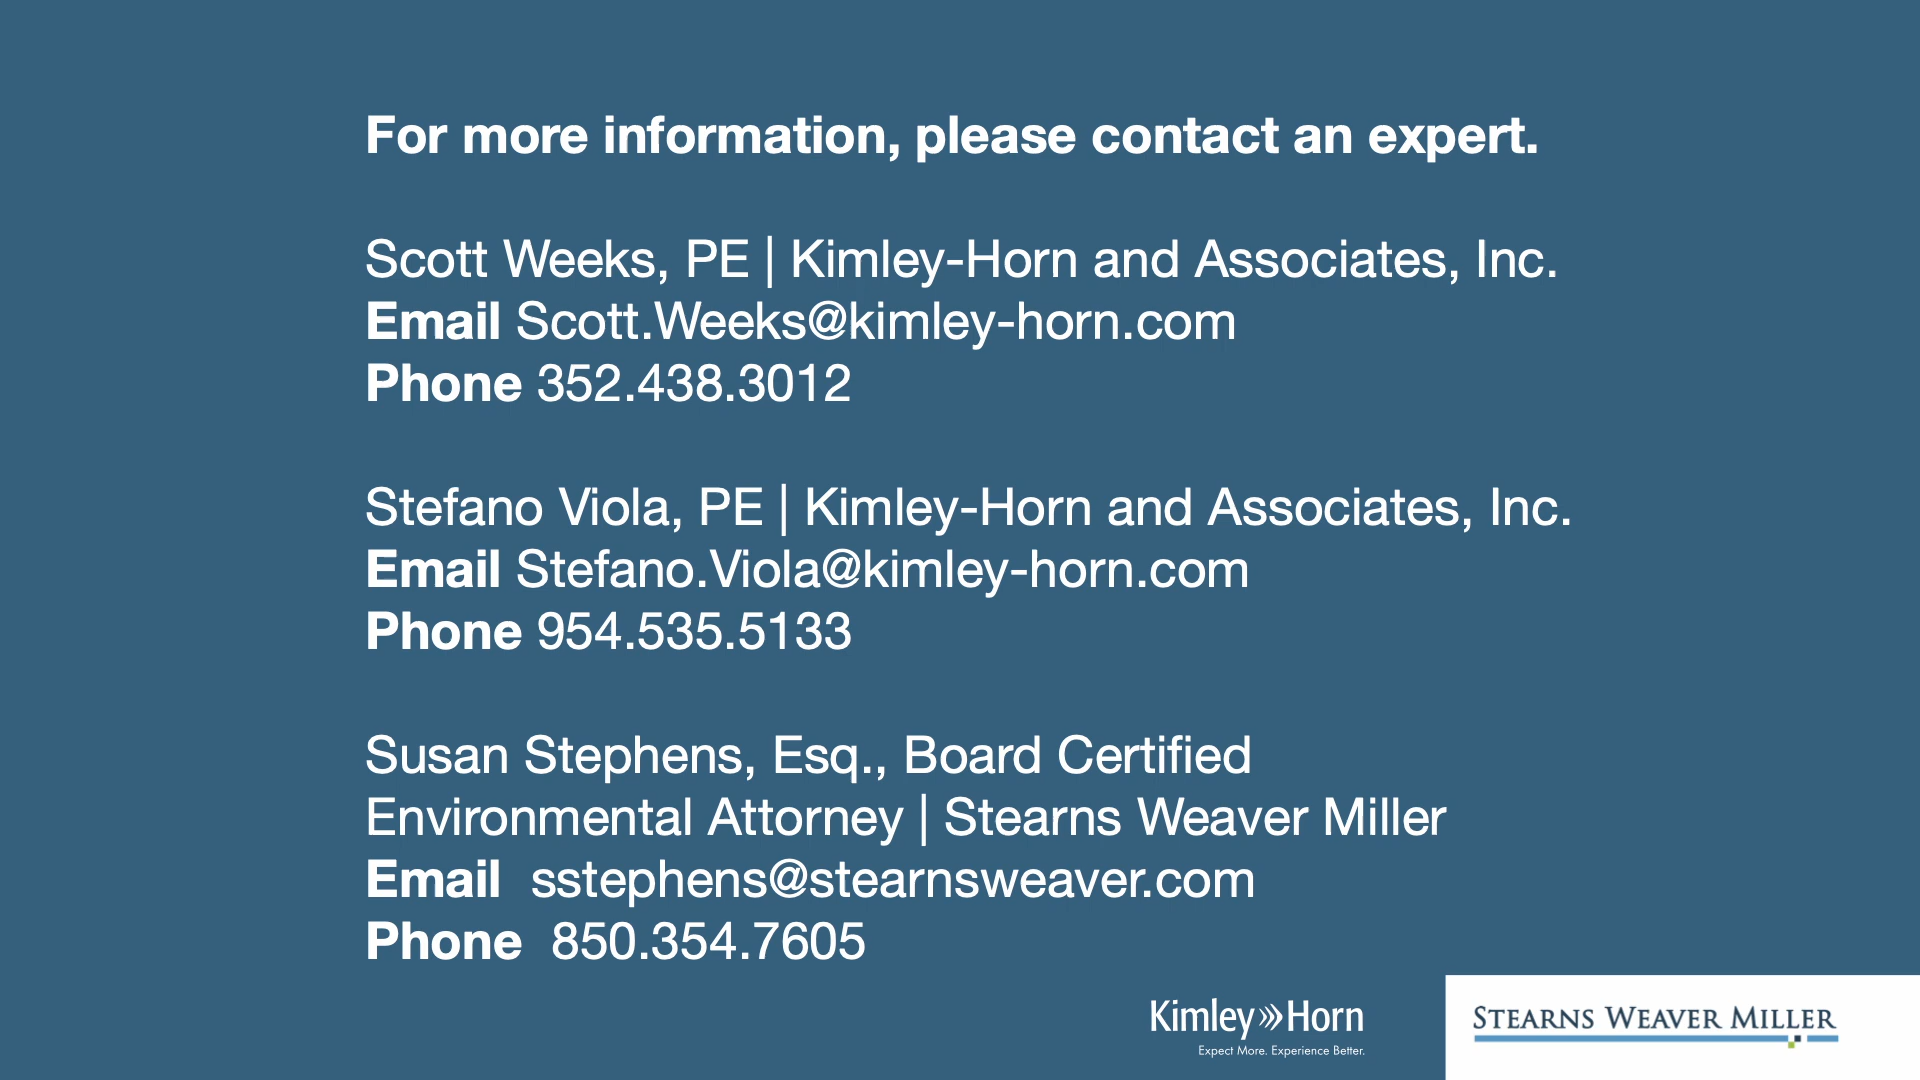 For more information, please contact an expert.
Scott Weeks, PE | Kimley-Horn and Associates, Inc.
Email Scott.Weeks@kimley-horn.com
Phone 352.438.3012
Stefano Viola, PE | Kimley-Horn and Associates, Inc.
Email Stefano.Viola@kimley-horn.com
Phone 954.535.5133
Susan Stephens, Esq., Board Certified
Environmental Attorney | Stearns Weaver Miller
Email sstephens@stearnsweaver.com
Phone 850.354.7605
Kimley»Horn
Expect More. Experience Better.
STEARNS WEAVER MILLER